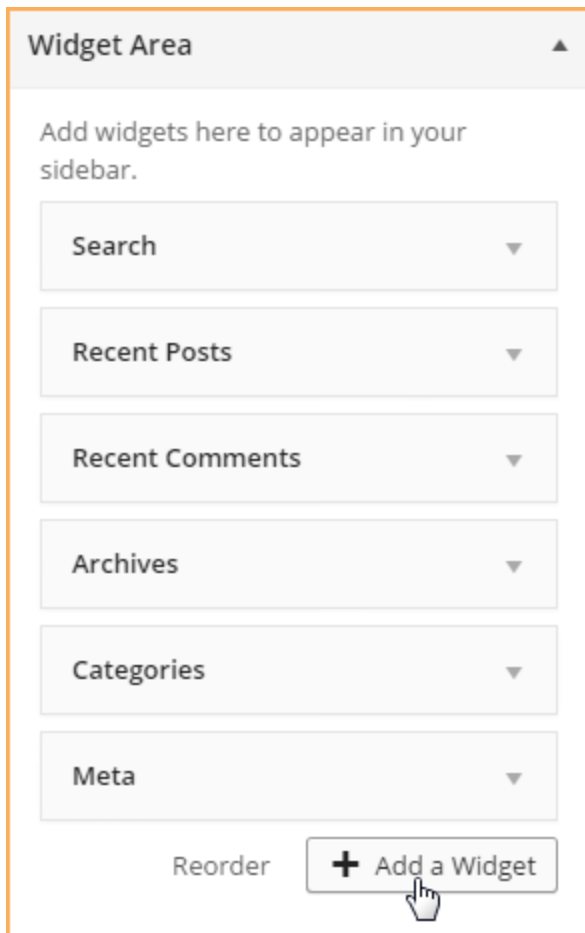 Widget Area
Add widgets here to appear in your
sidebar.
Search
Recent Posts
Recent Comments
Archives
Categories
Meta
Reorder
Add a Widget